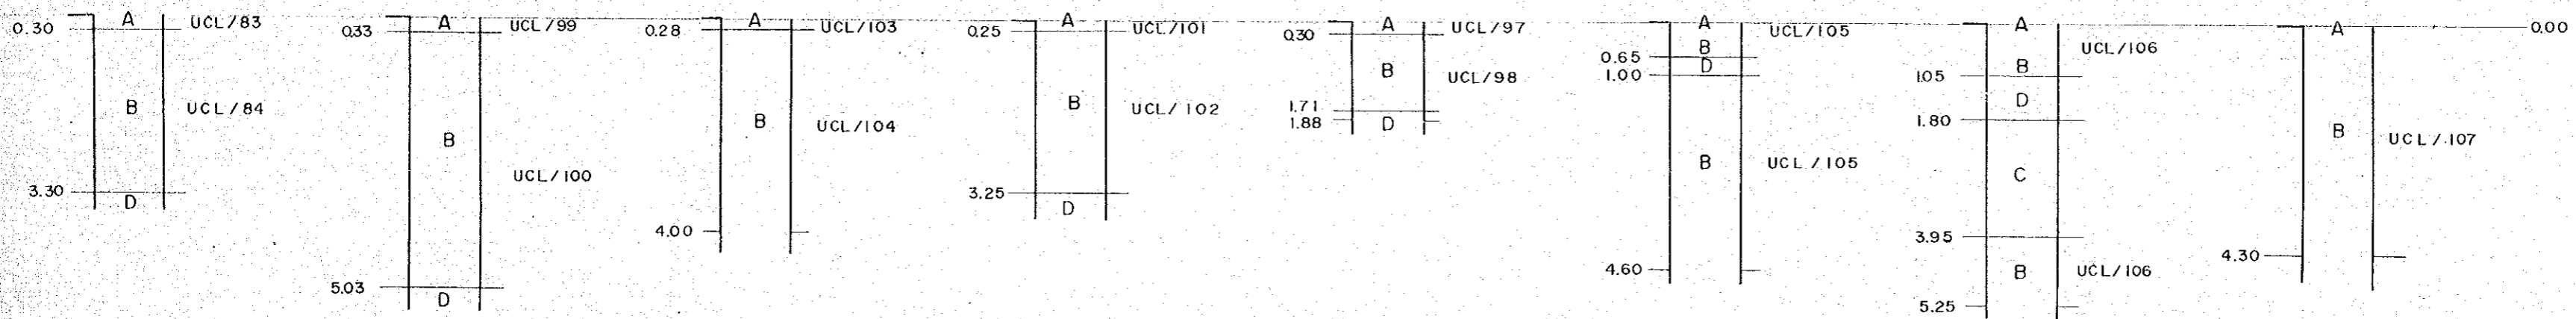 0.30 A UCL/83
B UCL/84
3.30
D
0.33 A UCL/99
B
UCL/100
5.03
D
0.28 A UCL/103
B UCL/104
4.00
0.25 A UCL/101
B UCL/102
3.25
D
0.30 A UCL/97
B UCL/98
1.71
1.88 D
A UCL/105
B
0.65
D
1.00
B UCL/105
4.60
A
UCL/106
B
1.05
D
1.80
C
3.95
B UCL/106
5.25
A 0.00
B UCL/107
4.30